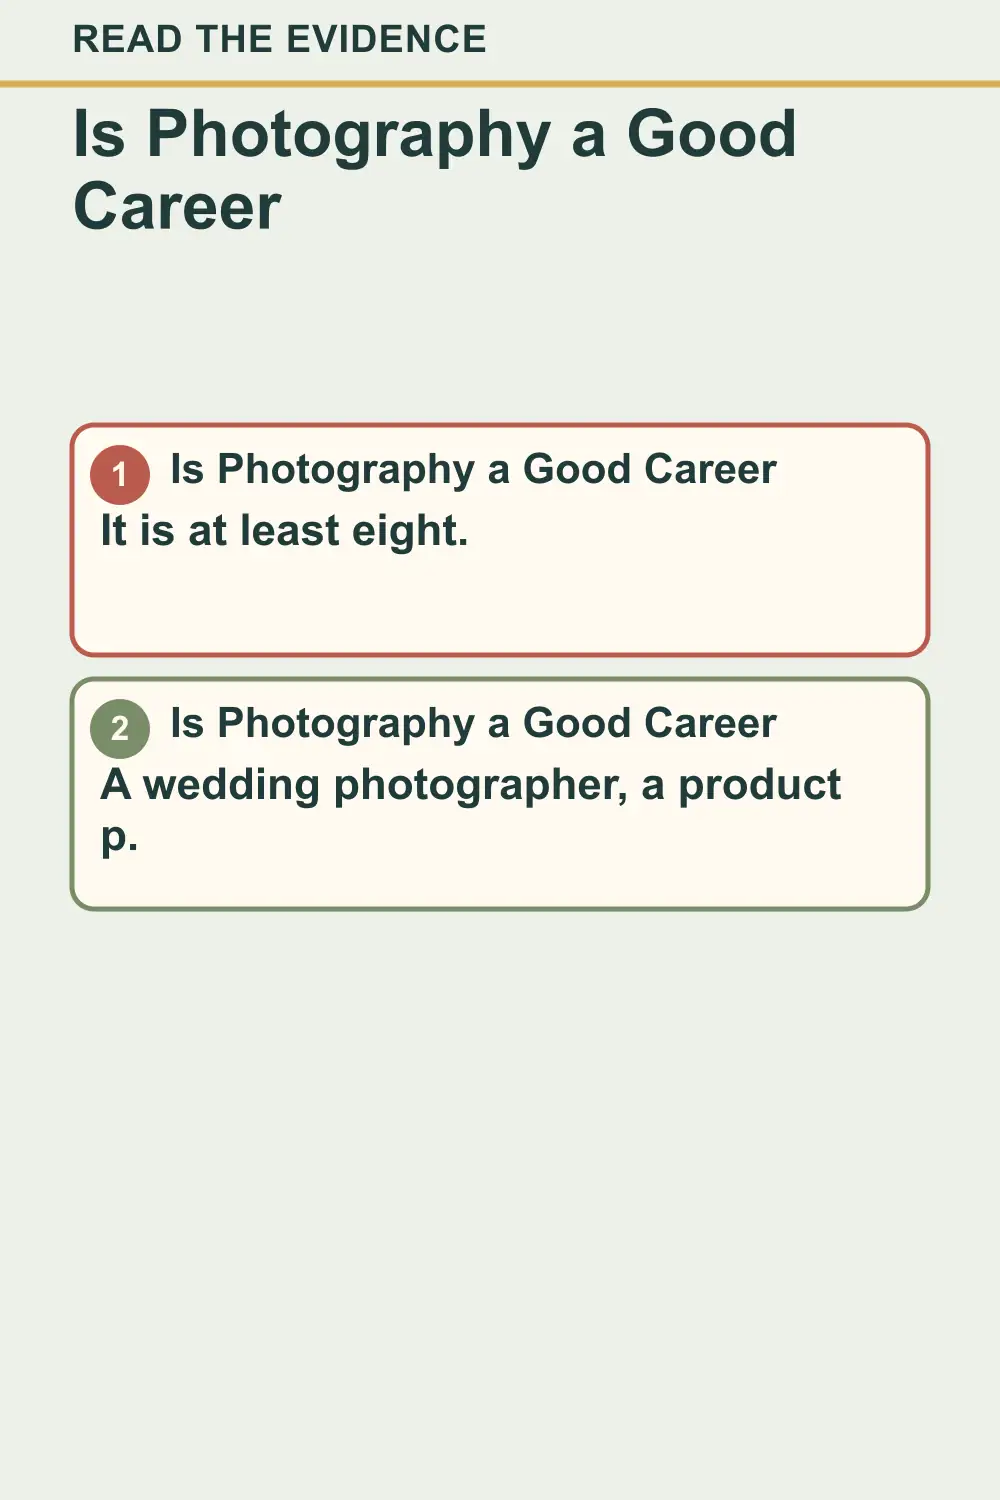 READ THE EVIDENCE
Is Photography a Good
Career
1 Is Photography a Good Career
It is at least eight.
2 Is Photography a Good Career
A wedding photographer, a product
p.